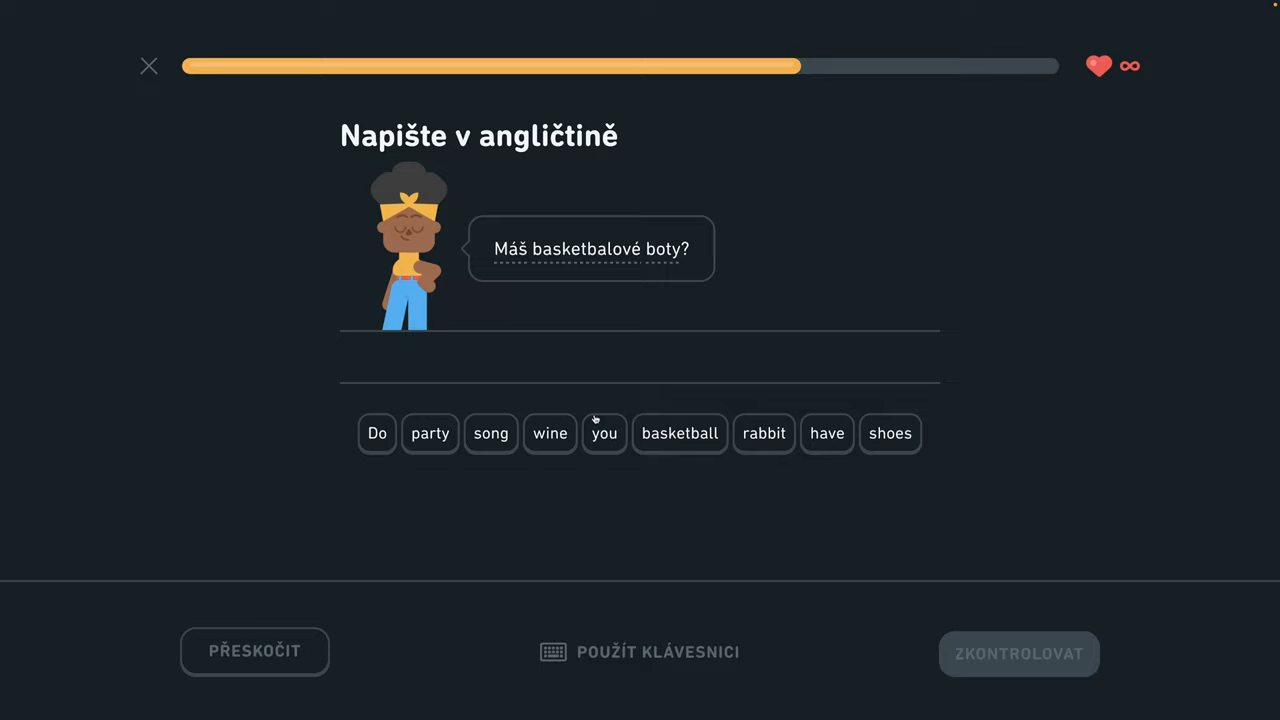 Napište v angličtině
Máš basketbalové boty?
Do party song wine you basketball rabbit have shoes
PŘESKOČIT POUŽÍT KLÁVESNICI ZKONTROLOVAT